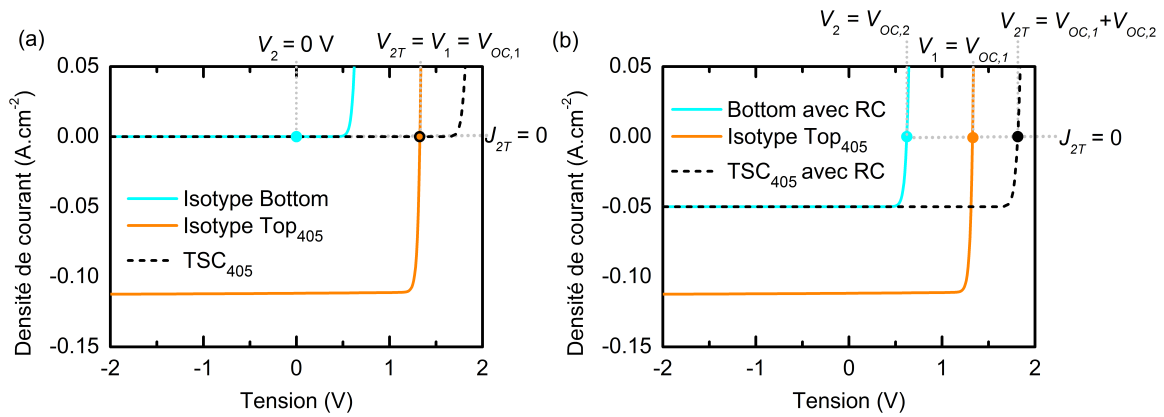 (a)
V₂ = 0 V
V₂T = V₁ = VOC,1
0.05
0.00
-0.05
-0.10
-0.15
J₂T = 0
Isotype Bottom
Isotype Top₄₀₅
TSC₄₀₅
-2
-1
0
1
2
Densité de courant (A.cm⁻²)
Tension (V)
(b)
V₂ = VOC,2
V₂T = VOC,1+VOC,2
V₁ = VOC,1
0.05
0.00
-0.05
-0.10
-0.15
J₂T = 0
Bottom avec RC
Isotype Top₄₀₅
TSC₄₀₅ avec RC
-2
-1
0
1
2
Densité de courant (A.cm⁻²)
Tension (V)